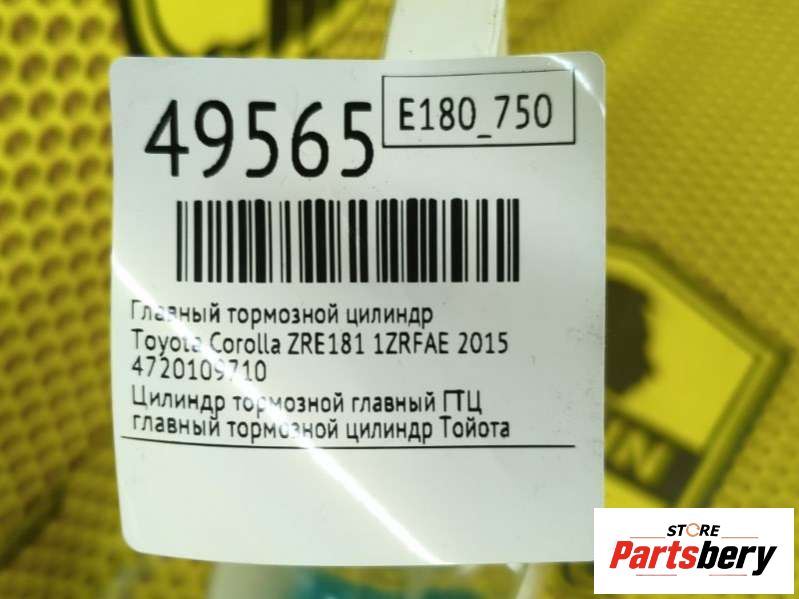 49565
E180_750
Главный тормозной цилиндр
Toyota Corolla ZRE181 1ZRFAE 2015
4720109710
Цилиндр тормозной главный ГТЦ
главный тормозной цилиндр Тойота
STORE
Partsbery